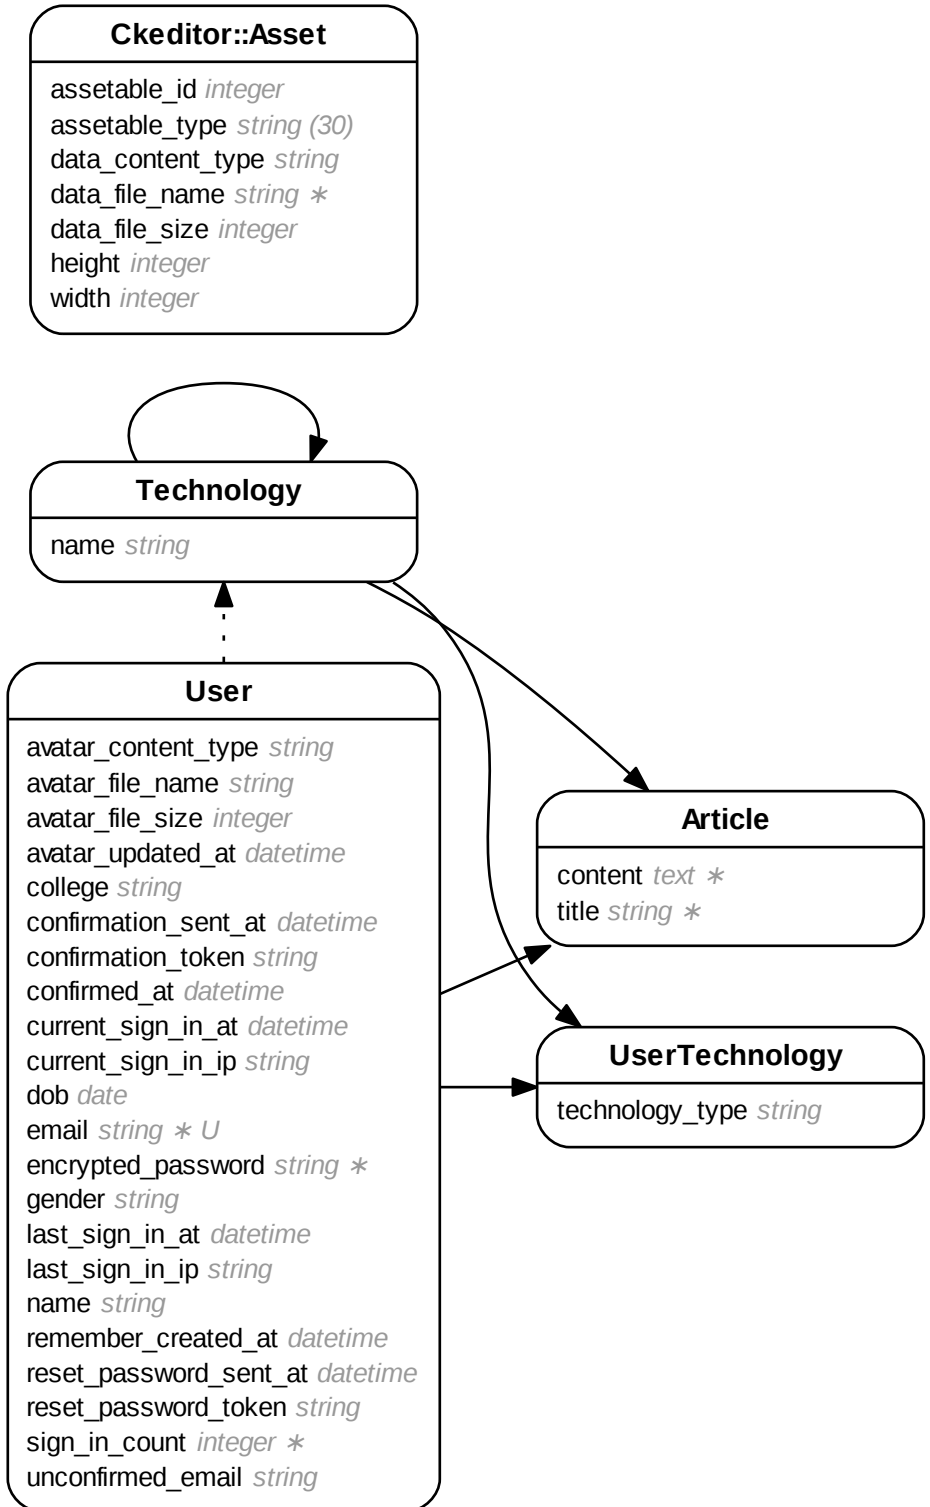 Ckeditor::Asset
assetable_id integer
assetable_type string (30)
data_content_type string
data_file_name string ∗
data_file_size integer
height integer
width integer
Technology
name string
User
avatar_content_type string
avatar_file_name string
avatar_file_size integer
avatar_updated_at datetime
college string
confirmation_sent_at datetime
confirmation_token string
confirmed_at datetime
current_sign_in_at datetime
current_sign_in_ip string
dob date
email string ∗ U
encrypted_password string ∗
gender string
last_sign_in_at datetime
last_sign_in_ip string
name string
remember_created_at datetime
reset_password_sent_at datetime
reset_password_token string
sign_in_count integer ∗
unconfirmed_email string
Article
content text ∗
title string ∗
UserTechnology
technology_type string